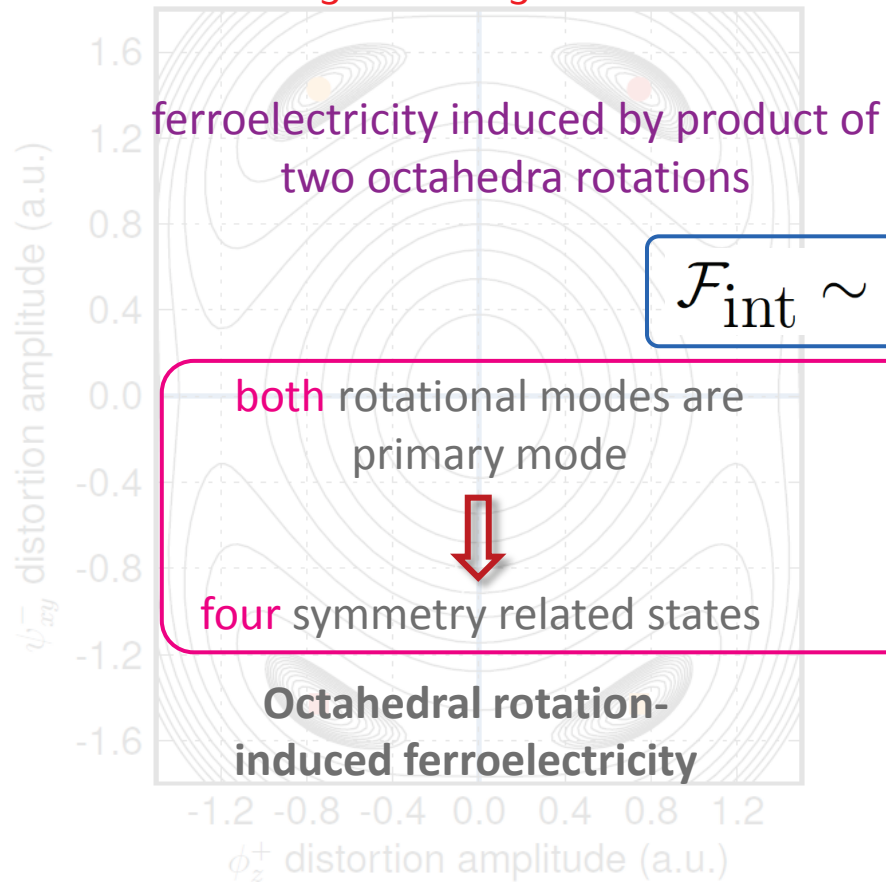 ferroelectricity induced by product of
two octahedra rotations
𝓕int ∼
both rotational modes are
primary mode
four symmetry related states
Octahedral rotation-
induced ferroelectricity
1.6
1.2
0.8
0.4
0.0
-0.4
-0.8
-1.2
-1.6
-1.2 -0.8 -0.4 0.0 0.4 0.8 1.2
ϕz+ distortion amplitude (a.u.)
ψxy− distortion amplitude (a.u.)